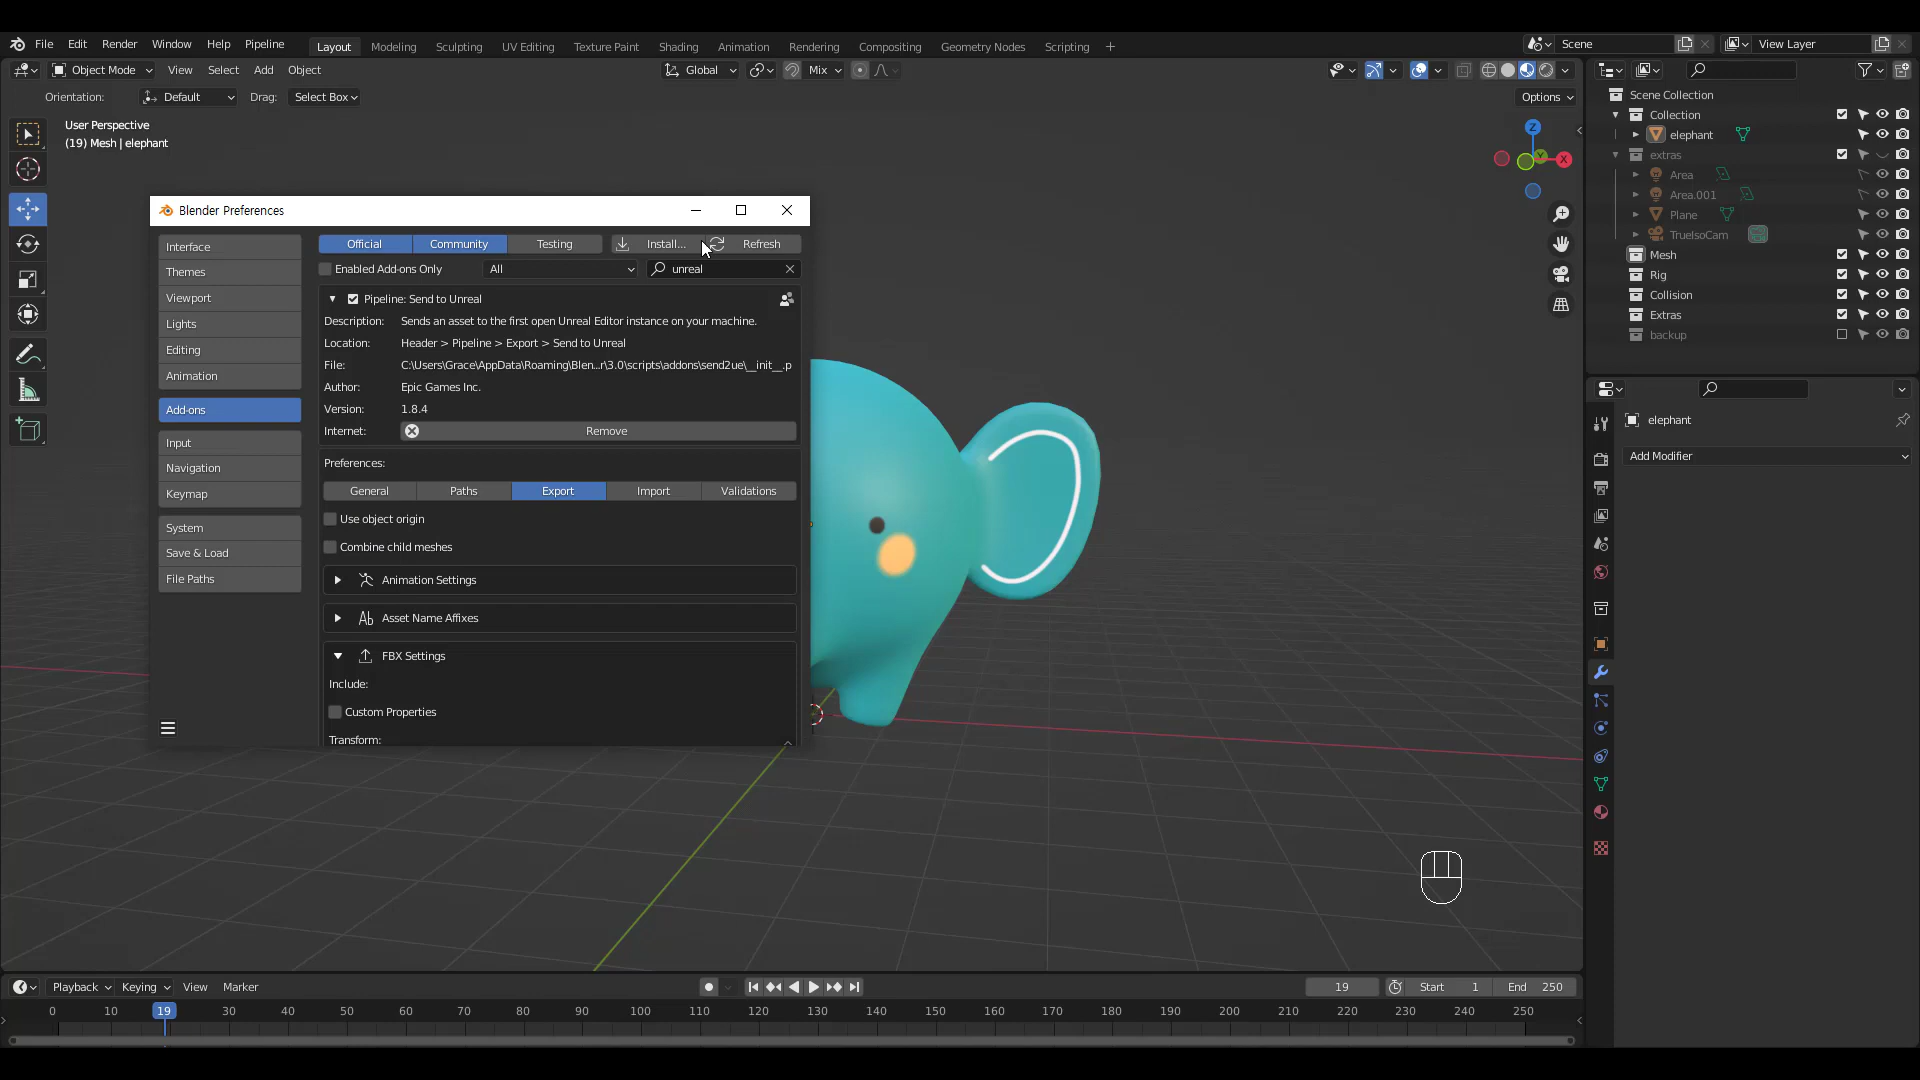 File Edit Render Window Help Pipeline Layout Modeling Sculpting UV Editing Texture Paint Shading Animation Rendering Compositing Geometry Nodes Scripting + Scene View Layer
Object Mode View Select Add Object Global Mix
Orientation: Default Drag: Select Box Options
User Perspective
(19) Mesh | elephant
Z
Y
X
Scene Collection
Collection
elephant
extras
Area
Area.001
Plane
TrueIsoCam
Mesh
Rig
Collision
Extras
backup
Blender Preferences
Interface
Themes
Viewport
Lights
Editing
Animation
Add-ons
Input
Navigation
Keymap
System
Save & Load
File Paths
Official Community Testing Install... Refresh
Enabled Add-ons Only All unreal
Pipeline: Send to Unreal
Description: Sends an asset to the first open Unreal Editor instance on your machine.
Location: Header > Pipeline > Export > Send to Unreal
File: C:\Users\Grace\AppData\Roaming\Blen...r\3.0\scripts\addons\send2ue\__init__.p
Author: Epic Games Inc.
Version: 1.8.4
Internet: Remove
Preferences:
General Paths Export Import Validations
Use object origin
Combine child meshes
Animation Settings
Asset Name Affixes
FBX Settings
Include:
Custom Properties
Transform:
elephant
Add Modifier
Playback Keying View Marker 19 Start 1 End 250
0 10 19 30 40 50 60 70 80 90 100 110 120 130 140 150 160 170 180 190 200 210 220 230 240 250